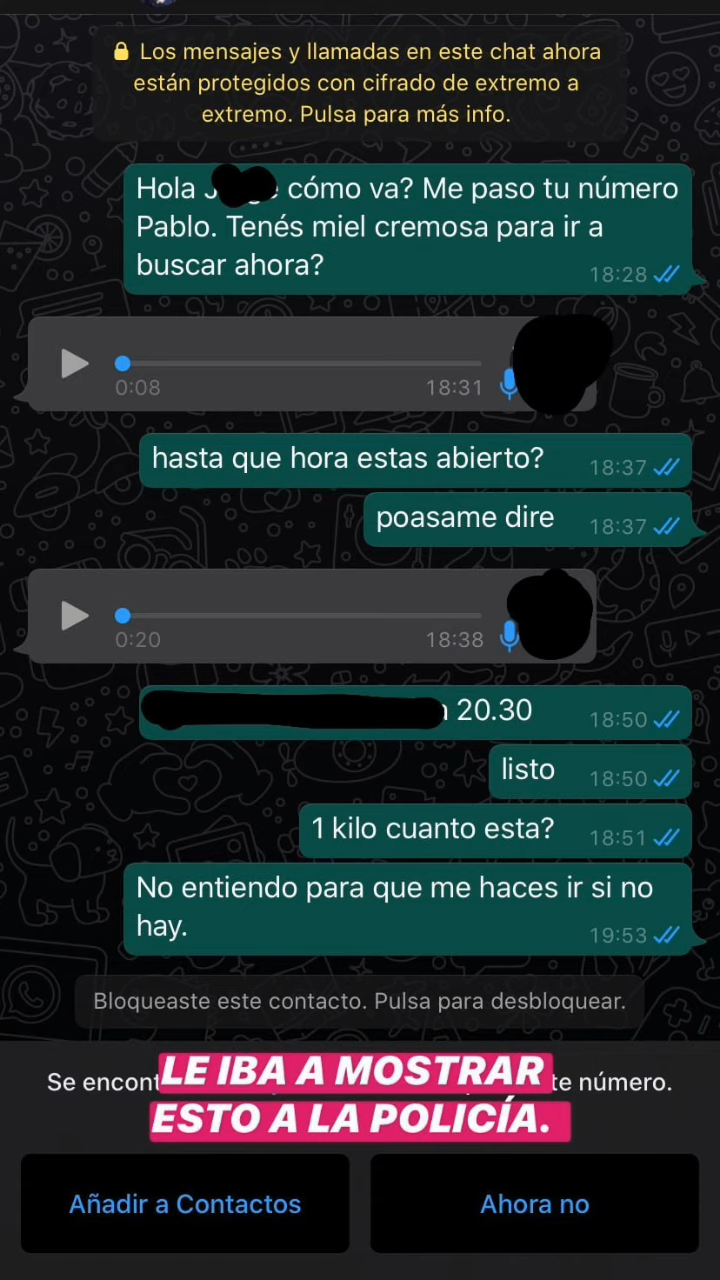 Los mensajes y llamadas en este chat ahora
están protegidos con cifrado de extremo a
extremo. Pulsa para más info.
Hola cómo va? Me paso tu número
Pablo. Tenés miel cremosa para ir a
buscar ahora?
18:28
0:08
18:31
hasta que hora estas abierto?
18:37
poasame dire
18:37
0:20
18:38
20.30
18:50
listo
18:50
1 kilo cuanto esta?
18:51
No entiendo para que me haces ir si no
hay.
19:53
Bloqueaste este contacto. Pulsa para desbloquear.
Se número.
LE IBA A MOSTRAR
ESTO A LA POLICÍA.
Añadir a Contactos
Ahora no